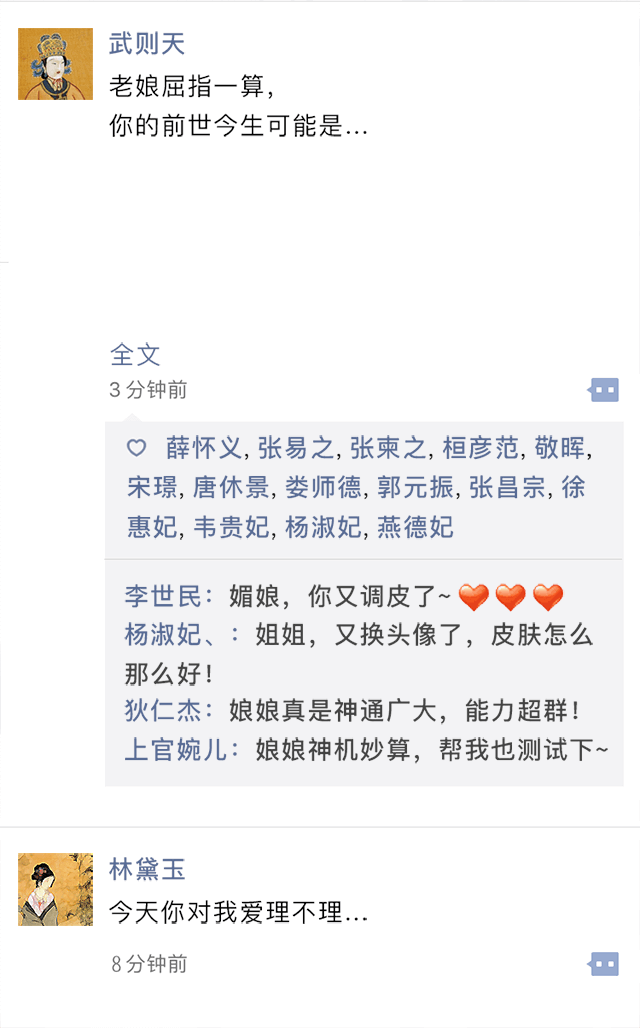 武则天
老娘屈指一算，
你的前世今生可能是...
全文
3 分钟前
薛怀义, 张易之, 张柬之, 桓彦范, 敬晖,
宋璟, 唐休景, 娄师德, 郭元振, 张昌宗, 徐
惠妃, 韦贵妃, 杨淑妃, 燕德妃
李世民：媚娘，你又调皮了~
杨淑妃、：姐姐，又换头像了，皮肤怎么
那么好！
狄仁杰：娘娘真是神通广大，能力超群！
上官婉儿：娘娘神机妙算，帮我也测试下~
林黛玉
今天你对我爱理不理...
8 分钟前